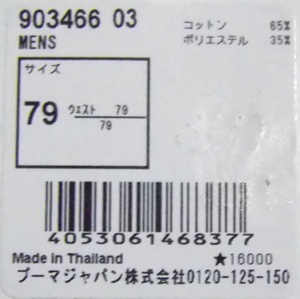 903466 03
MENS
コットン 65%
ポリエステル 35%
サイズ
79 ウエスト 79
79
4053061468377
Made in Thailand ★16000
プーマジャパン株式会社0120-125-150